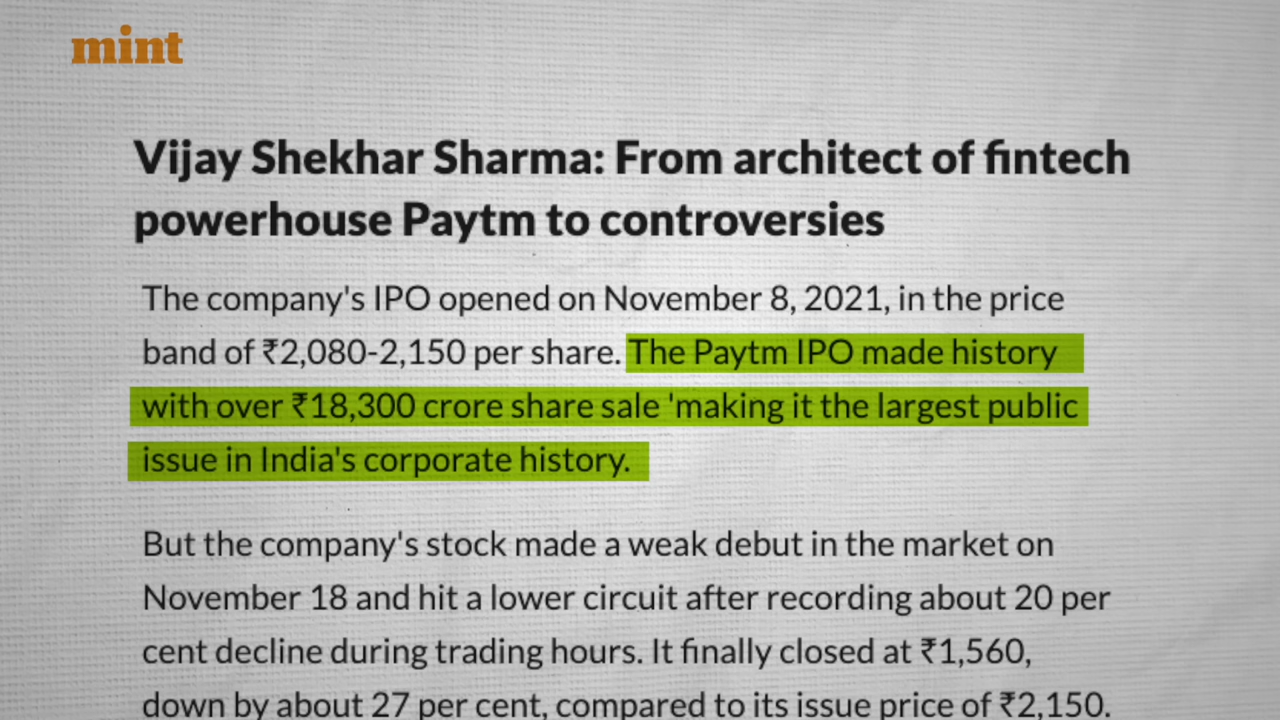 mint
Vijay Shekhar Sharma: From architect of fintech
powerhouse Paytm to controversies
The company's IPO opened on November 8, 2021, in the price
band of ₹2,080-2,150 per share. The Paytm IPO made history
with over ₹18,300 crore share sale 'making it the largest public
issue in India's corporate history.
But the company's stock made a weak debut in the market on
November 18 and hit a lower circuit after recording about 20 per
cent decline during trading hours. It finally closed at ₹1,560,
down by about 27 per cent, compared to its issue price of ₹2,150.